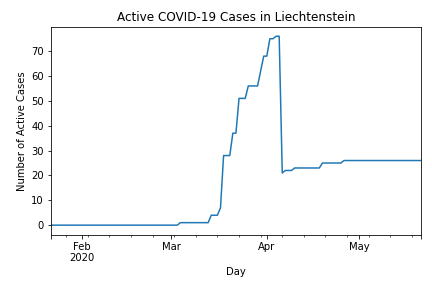 Active COVID-19 Cases in Liechtenstein
Number of Active Cases
70
60
50
40
30
20
10
0
Feb
2020
Mar
Apr
May
Day